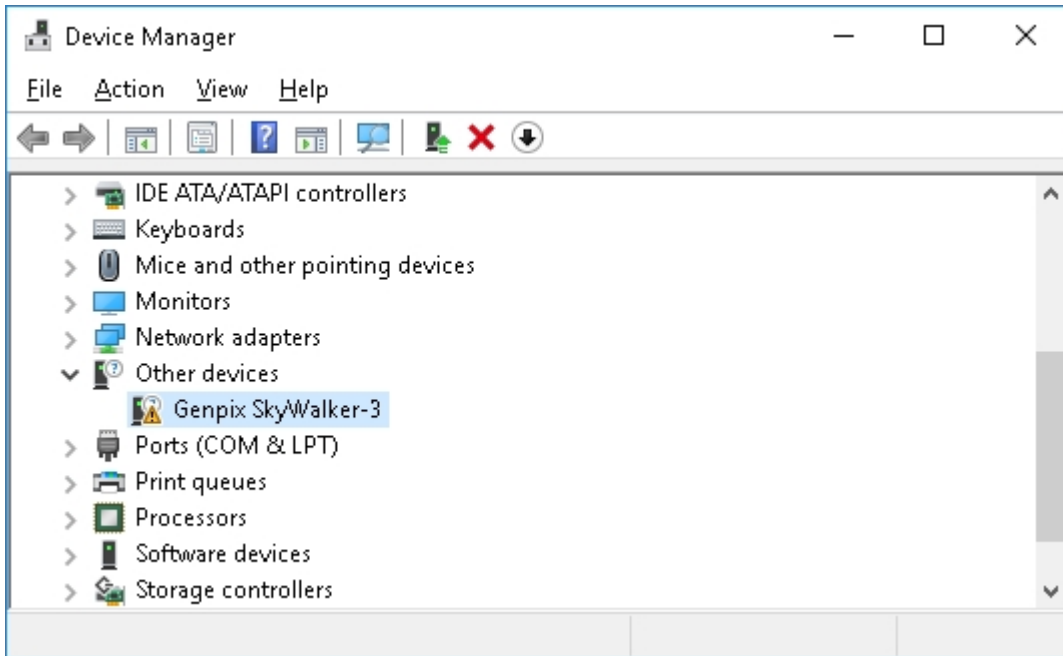 Device Manager
File Action View Help
IDE ATA/ATAPI controllers
Keyboards
Mice and other pointing devices
Monitors
Network adapters
Other devices
Genpix SkyWalker-3
Ports (COM & LPT)
Print queues
Processors
Software devices
Storage controllers